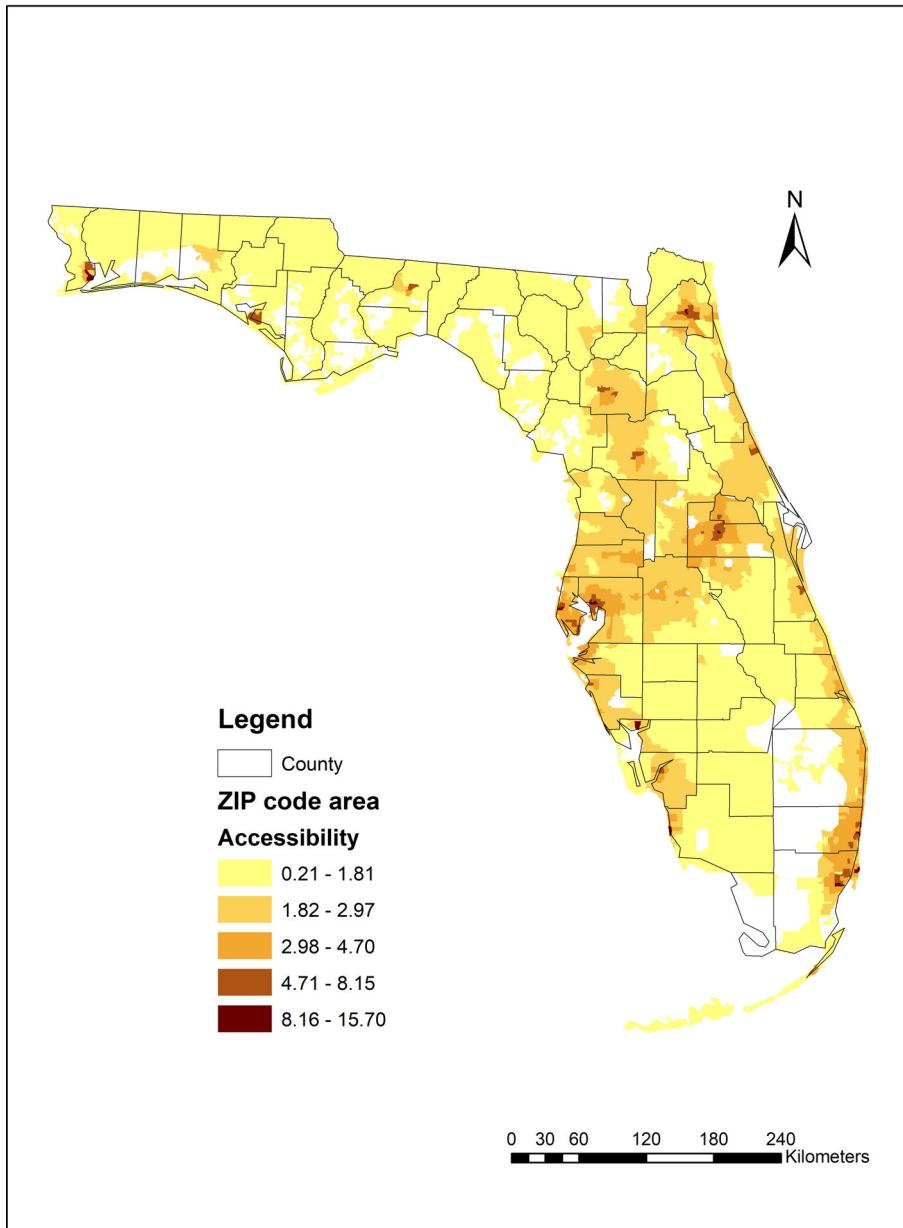 N
Legend
County
ZIP code area
Accessibility
0.21 - 1.81
1.82 - 2.97
2.98 - 4.70
4.71 - 8.15
8.16 - 15.70
0 30 60 120 180 240
Kilometers